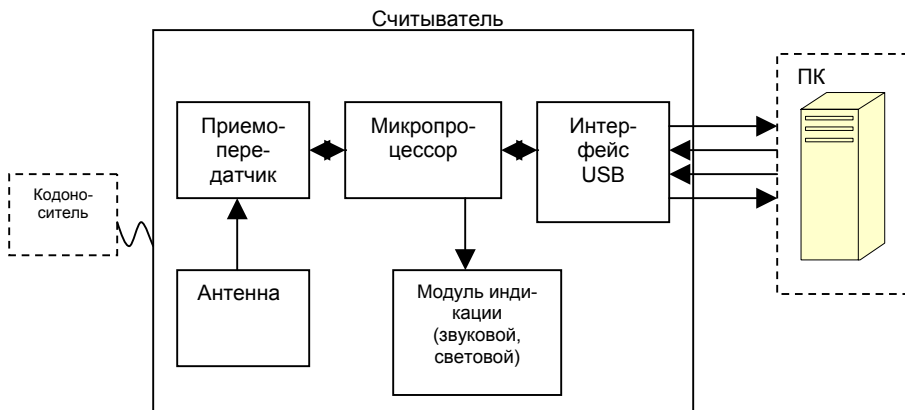 Считыватель
ПК
Приемо-
пере-
датчик
Микропро-
цессор
Интер-
фейс
USB
Кодоно-
ситель
Антенна
Модуль инди-
кации
(звуковой,
световой)